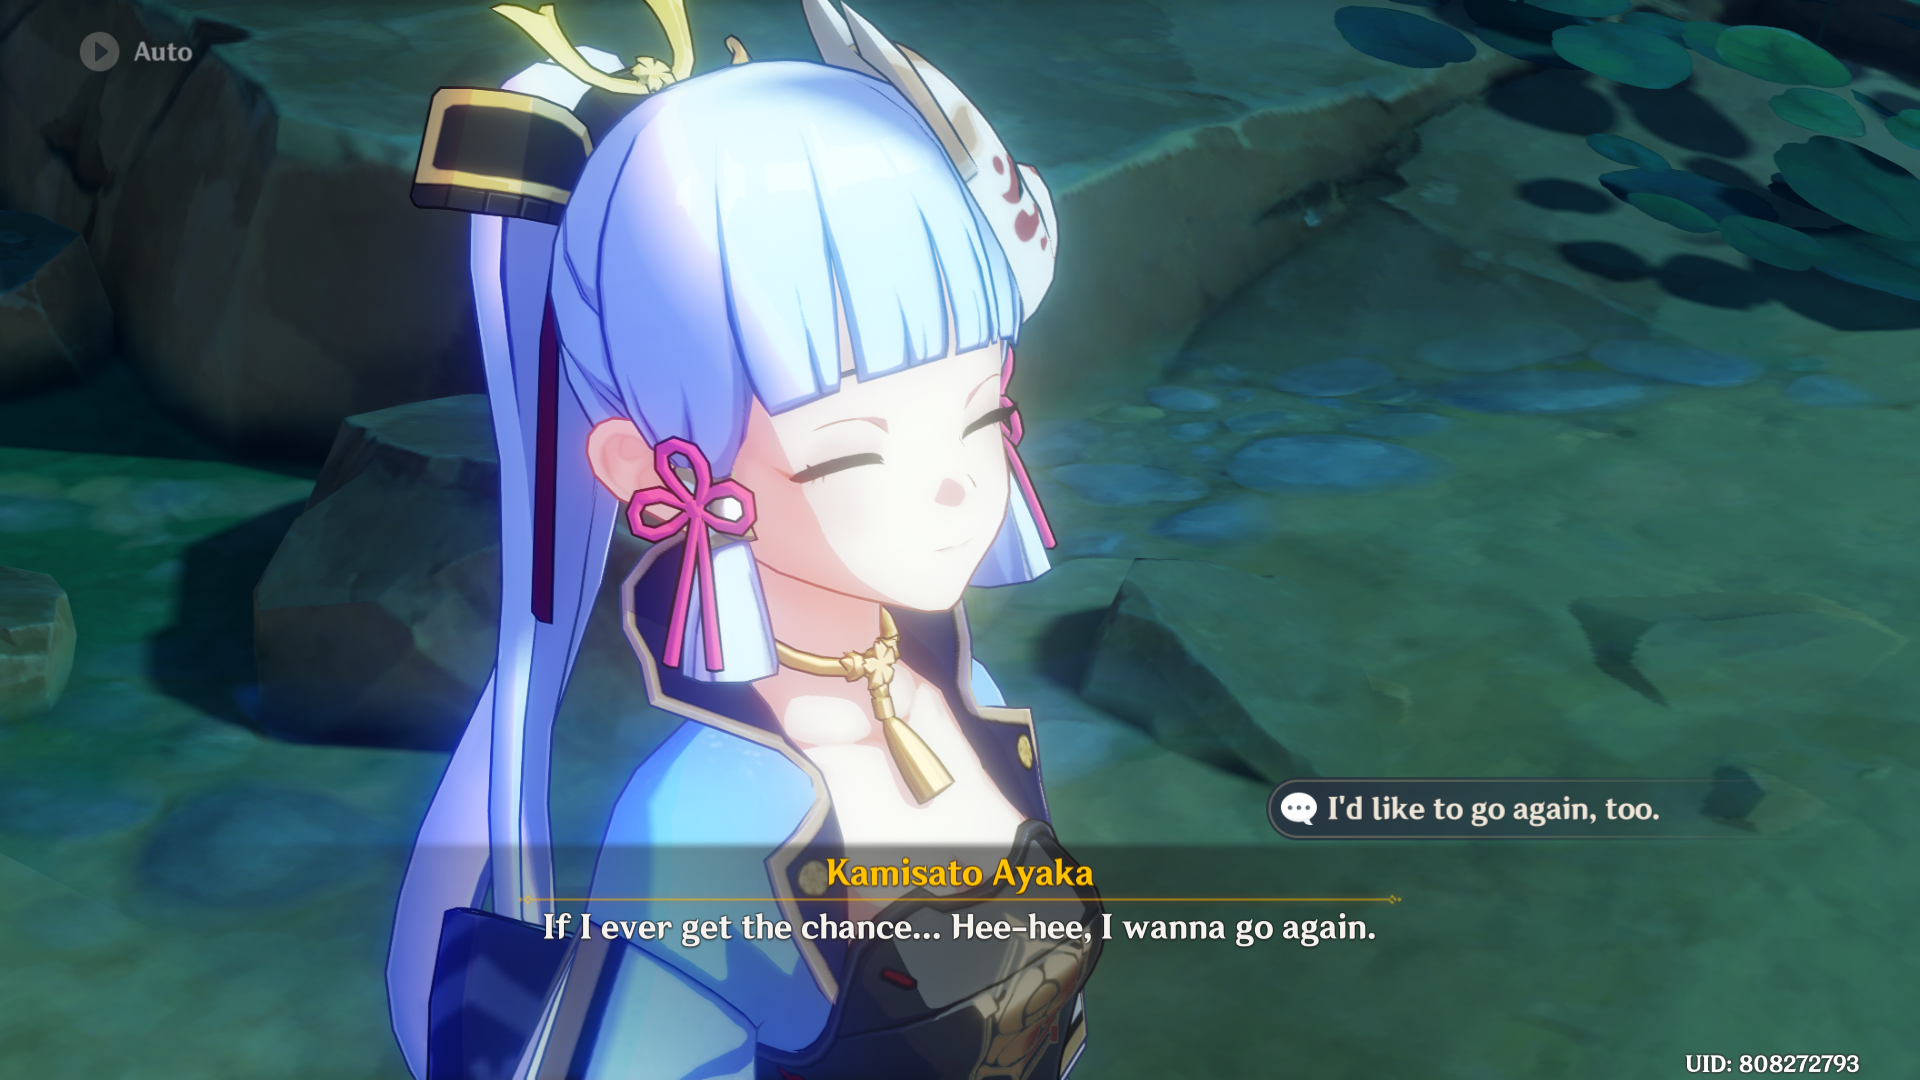 Auto
I'd like to go again, too.
Kamisato Ayaka
If I ever get the chance... Hee-hee, I wanna go again.
UID: 808272793